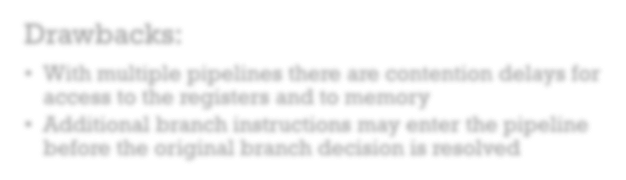 Drawbacks:
• With multiple pipelines there are contention delays for
access to the registers and to memory
• Additional branch instructions may enter the pipeline
before the original branch decision is resolved